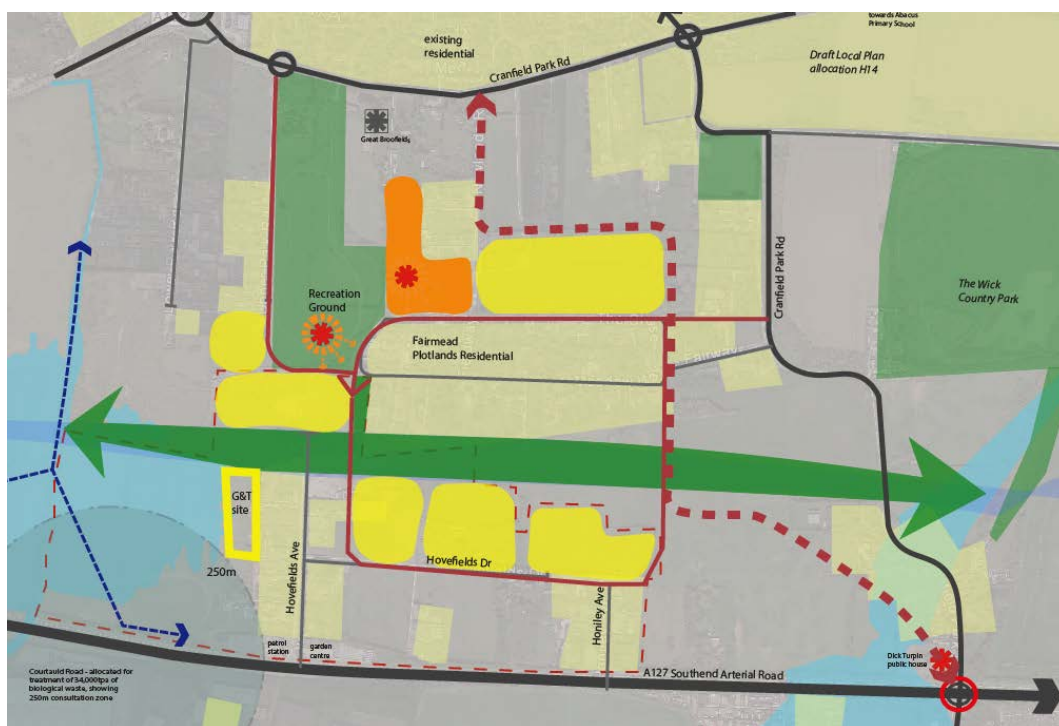 existing
residential
towards Abacus
Primary School
Draft Local Plan
allocation H14
Cranfield Park Rd
Great Broofields
Cranfield Park Rd
The Wick
Country Park
Recreation
Ground
Fairmead
Plotlands Residential
Fairway
G&T
site
250m
Hovefields Ave
Hovefields Dr
Honiley Ave
petrol
station
garden
centre
A127 Southend Arterial Road
Dick Turpin
public house
Courtauld Road - allocated for
treatment of 34,000tpa of
biological waste, showing
250m consultation zone